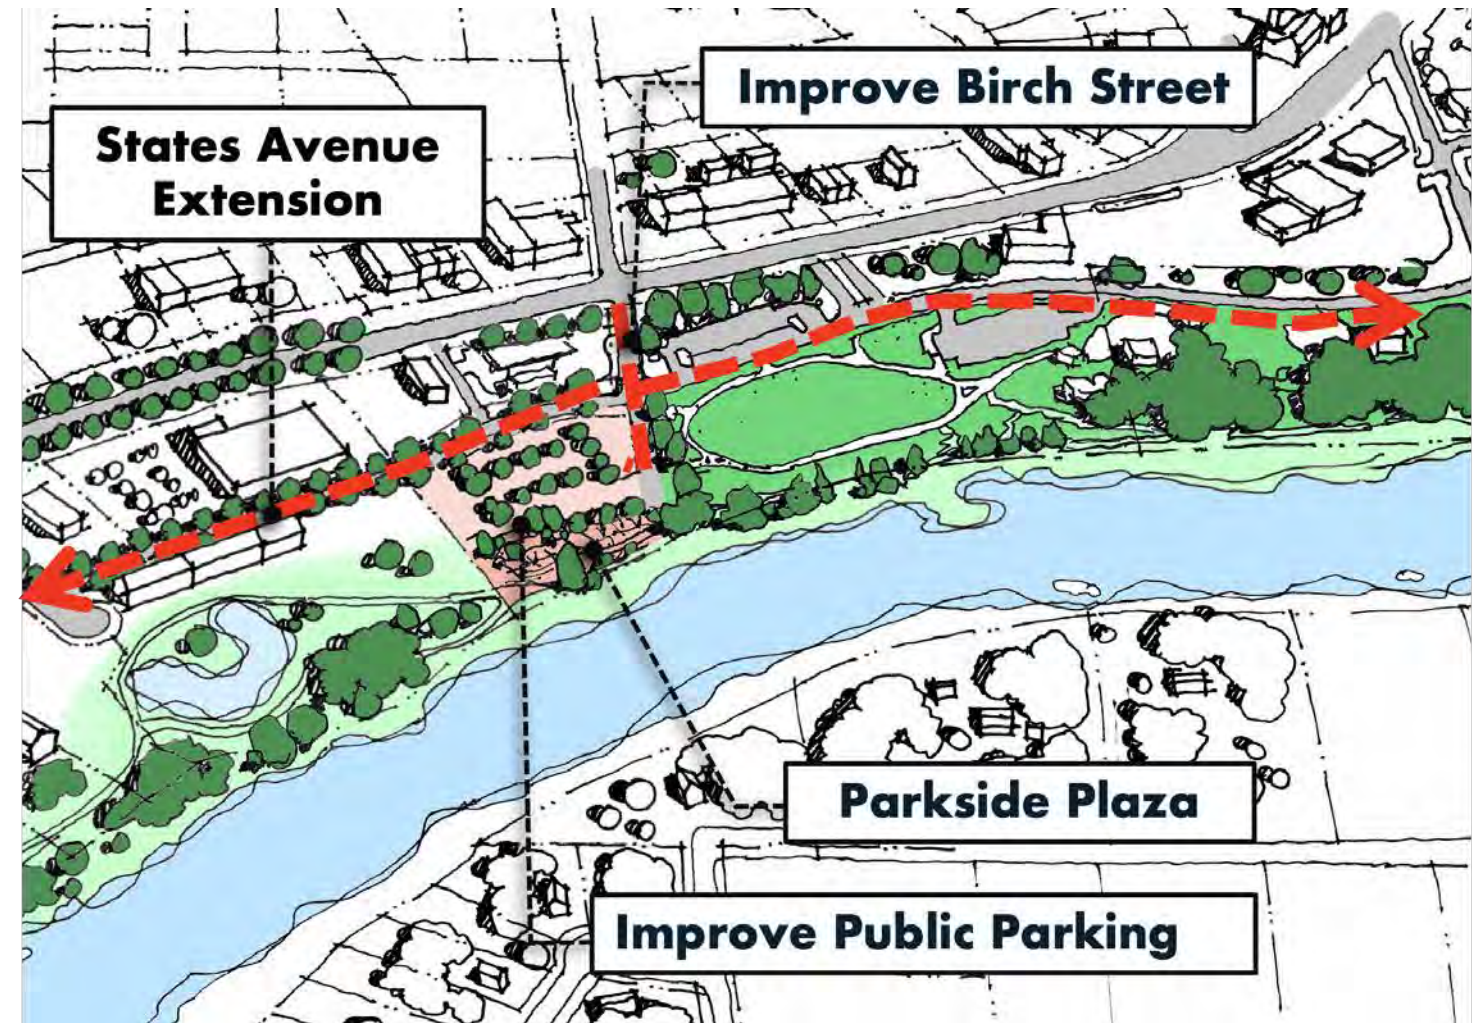 Improve Birch Street
States Avenue
Extension
Parkside Plaza
Improve Public Parking